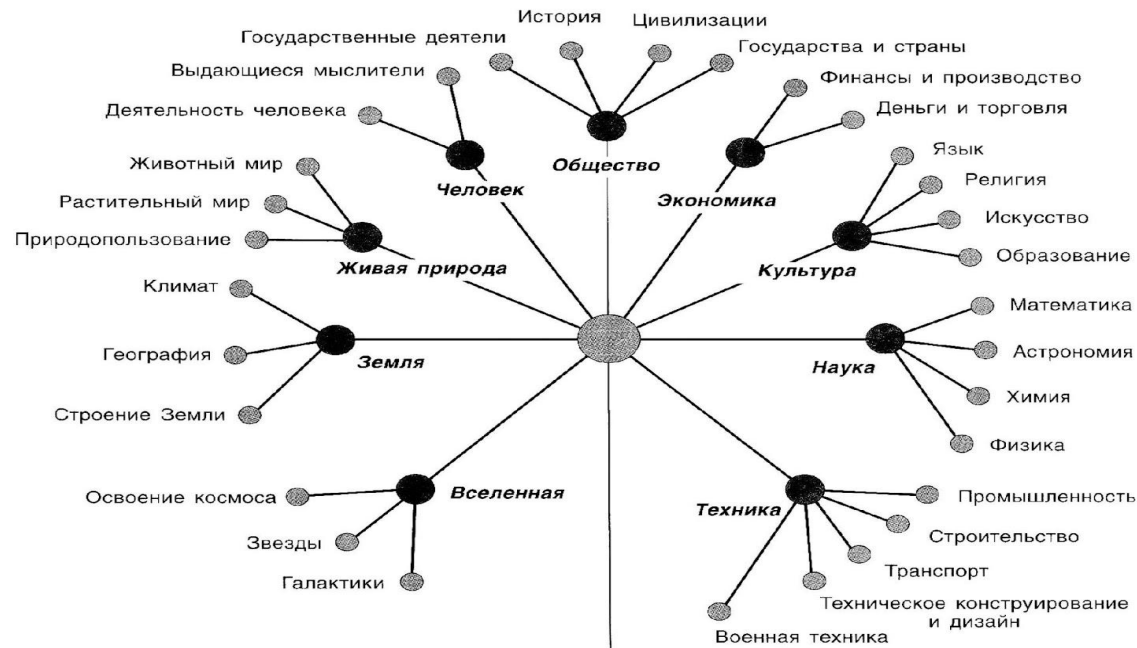 История
Цивилизации
Государственные деятели
Государства и страны
Выдающиеся мыслители
Финансы и производство
Деятельность человека
Деньги и торговля
Общество
Язык
Животный мир
Человек
Экономика
Религия
Растительный мир
Искусство
Природопользование
Образование
Живая природа
Культура
Климат
Математика
География
Земля
Наука
Астрономия
Химия
Строение Земли
Физика
Освоение космоса
Вселенная
Техника
Промышленность
Строительство
Звезды
Транспорт
Галактики
Техническое конструирование
и дизайн
Военная техника